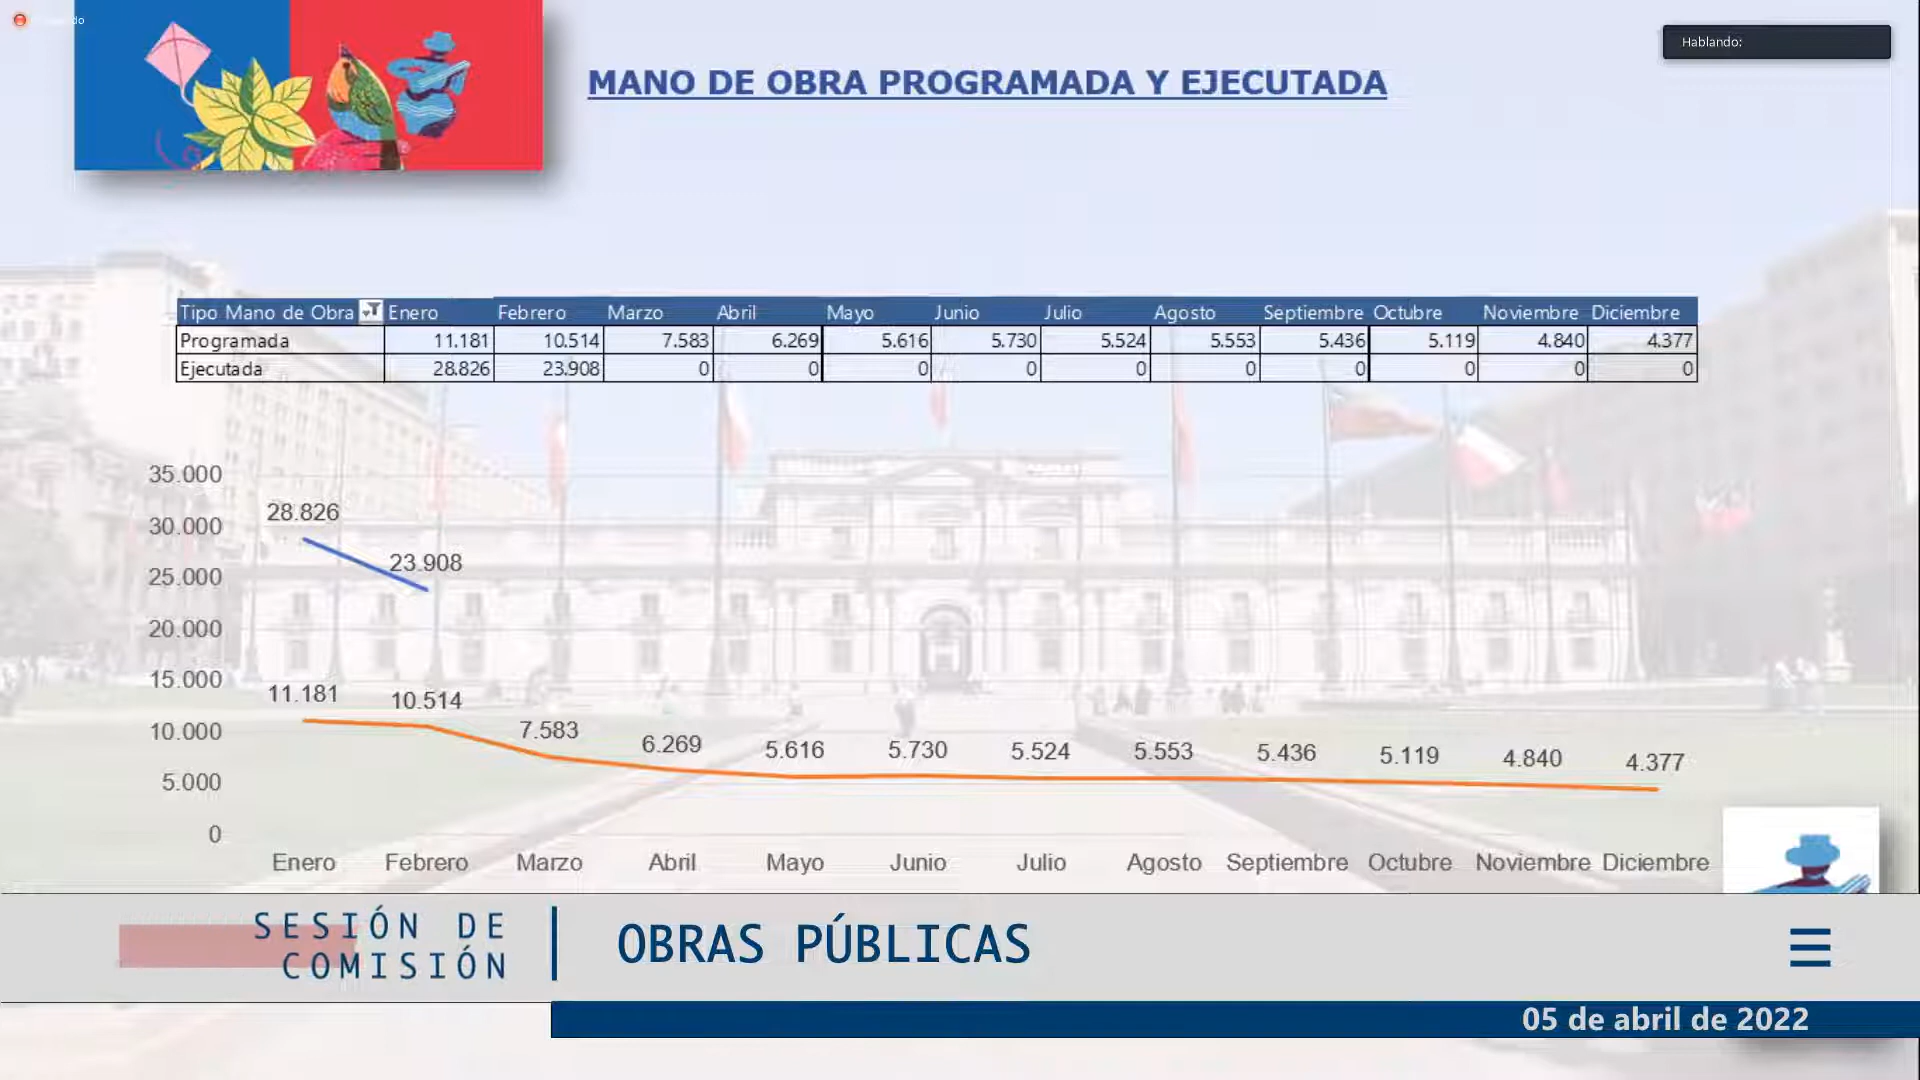 Hablando:
MANO DE OBRA PROGRAMADA Y EJECUTADA
Tipo Mano de Obra Enero Febrero Marzo Abril Mayo Junio Julio Agosto Septiembre Octubre Noviembre Diciembre
Programada 11.181 10.514 7.583 6.269 5.616 5.730 5.524 5.553 5.436 5.119 4.840 4.377
Ejecutada 28.826 23.908 0 0 0 0 0 0 0 0 0 0
35.000
30.000
25.000
20.000
15.000
10.000
5.000
0
28.826
23.908
11.181 10.514 7.583 6.269 5.616 5.730 5.524 5.553 5.436 5.119 4.840 4.377
Enero Febrero Marzo Abril Mayo Junio Julio Agosto Septiembre Octubre Noviembre Diciembre
SESIÓN DE
COMISIÓN
OBRAS PÚBLICAS
05 de abril de 2022